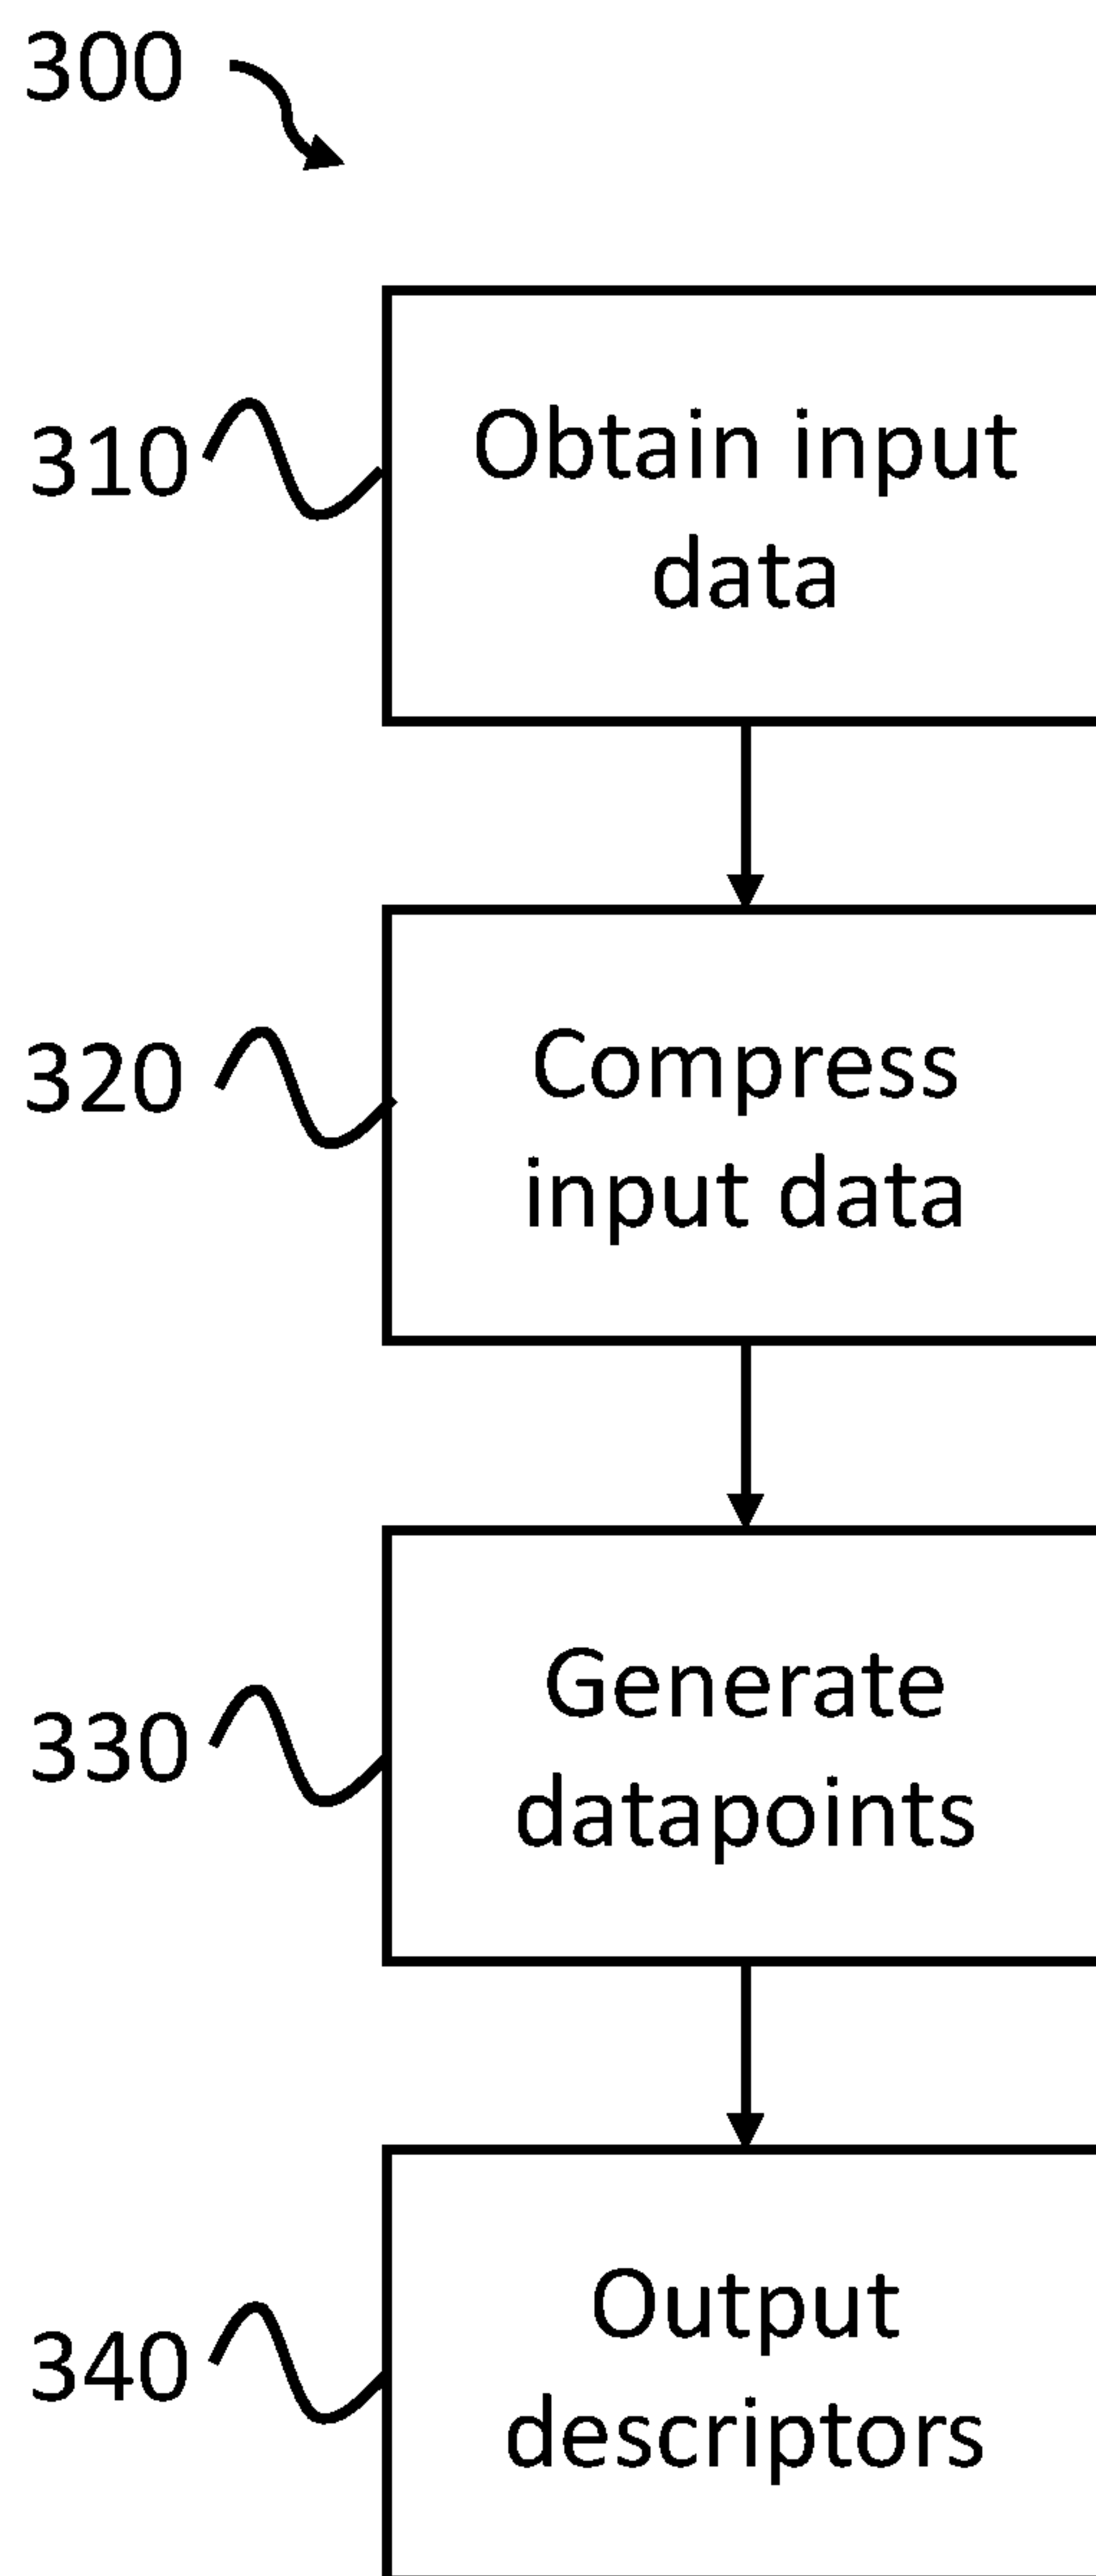 300
310
Obtain input
data
320
Compress
input data
330
Generate
datapoints
340
Output
descriptors